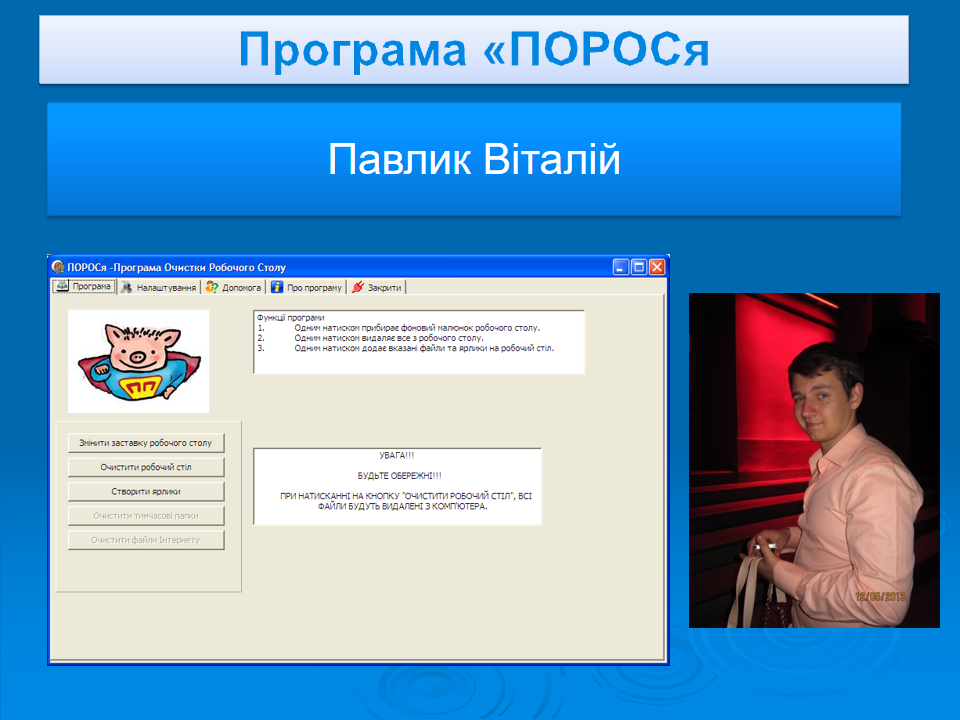 Програма «ПОРОСя
Павлик Віталій
ПОРОСя -Програма Очистки Робочого Столу
Програма Налаштування Допомога Про програму Закрити
ПП
Функції програми
1. Одним натиском прибирає фоновий малюнок робочого столу.
2. Одним натиском видаляє все з робочого столу.
3. Одним натиском додає вказані файли та ярлики на робочий стіл.
Змінити заставку робочого столу
Очистити робочий стіл
Створити ярлики
Очистити тимчасові папки
Очистити файли Інтернету
УВАГА!!!
БУДЬТЕ ОБЕРЕЖНІ!!!
ПРИ НАТИСКАННІ НА КНОПКУ "ОЧИСТИТИ РОБОЧИЙ СТІЛ", ВСІ
ФАЙЛИ БУДУТЬ ВИДАЛЕНІ З КОМП'ЮТЕРА.